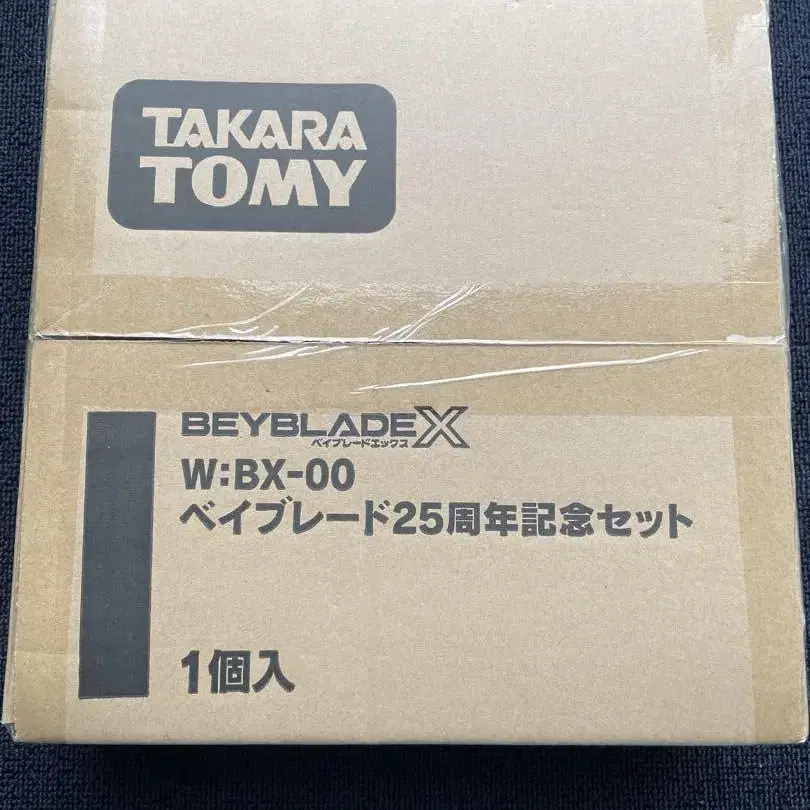 TAKARA
TOMY
BEYBLADE X
ベイブレードエックス
W:BX-00
ベイブレード25周年記念セット
1個入